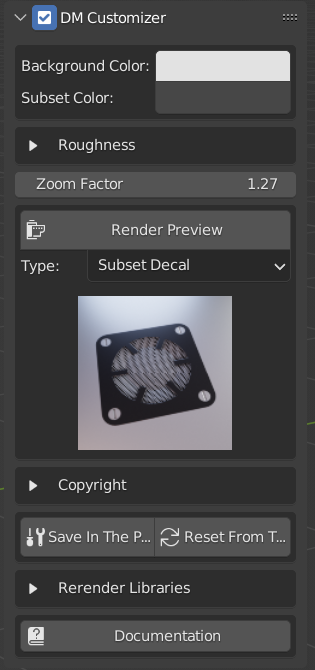 DM Customizer
Background Color:
Subset Color:
Roughness
Zoom Factor 1.27
Render Preview
Type: Subset Decal
Copyright
Save In The P... Reset From T...
Rerender Libraries
Documentation